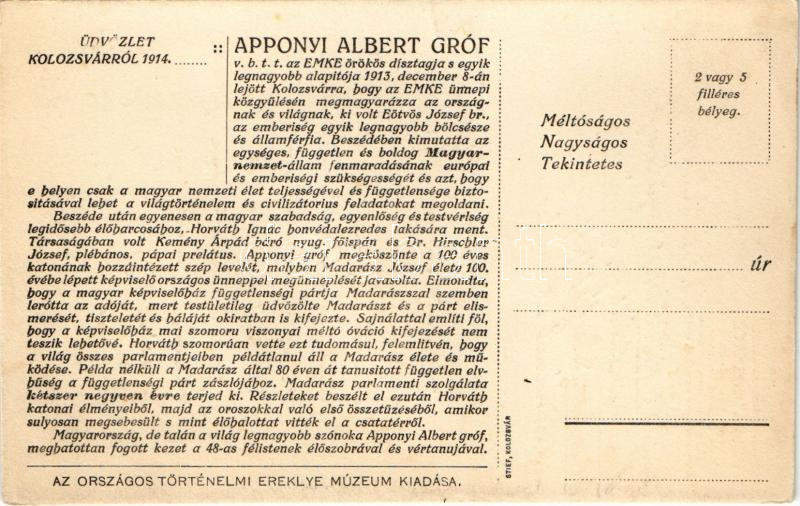 ÜDVÖZLET
KOLOZSVÁRRÓL 1914. ........
:: APPONYI ALBERT GRÓF
v. b. t. t. az EMKE örökös disztagja s egyik
legnagyobb alapitója 1913, december 8-án
lejött Kolozsvárra, hogy az EMKE ünnepi
közgyülésén megmagyarázza az ország-
nak és világnak, ki volt Eötvös József br.,
az emberiség egyik legnagyobb bölcsésze
és államférfia. Beszédében kimutatta az
egységes, független és boldog Magyar-
nemzet-állam fenmaradásának európai
és emberiségi szükségességét és azt, hogy
e helyen csak a magyar nemzeti élet teljességével és függetlensége bizto-
sitásával lehet a világtörténelem és civilizátorius feladatokat megoldani.
Beszéde után egyenesen a magyar szabadság, egyenlőség és testvérlség
legidősebb élőharcosához, Horváth Ignác honvédalezredes lakására ment.
Társaságában volt Kemény Árpád báró nyug. főispán és Dr. Hirschler
József, plébános, pápai prelátus. Apponyi gróf megköszönte a 100 éves
katonának hozzáintézett szép levelét, melyben Madarász József élete 100.
évébe lépett képviselő országos ünneppel megünneplését javasolta. Elmondta,
hogy a magyar képviselőház függetlenségi pártja Madarászszal szemben
lerótta az adóját, mert testületileg üdvözölte Madarászt és a párt elis-
merését, tiszteletét és háláját okiratban is kifejezte. Sajnálattal említi föl,
hogy a képviselőház mai szomoru viszonyai méltó óváció kifejezését nem
teszik lehetővé. Horváth szomorúan vette ezt tudomásul, felemlitvén, hogy
a világ összes parlamentjeiben példátlanul áll a Madarász élete és mű-
ködése. Példa nélküli a Madarász által 80 éven át tanusitott független elv-
hűség a függetlenségi párt zászlójához. Madarász parlamenti szolgálata
kétszer negyven évre terjed ki. Részleteket beszélt el ezután Horváth
katonai élményeiből, majd az oroszokkal való első összetüzéséből, amikor
sulyosan megsebesült s mint élőhalottat vitték el a csatatérről.
Magyarország, de talán a világ legnagyobb szónoka Apponyi Albert gróf,
meghatottan fogott kezet a 48-as félistenek élőszobrával és vértanujával.
AZ ORSZÁGOS TÖRTÉNELMI EREKLYE MÚZEUM KIADÁSA.
STIEF, KOLOZSVÁR
2 vagy 5
filléres
bélyeg.
Méltóságos
Nagyságos
Tekintetes
úr